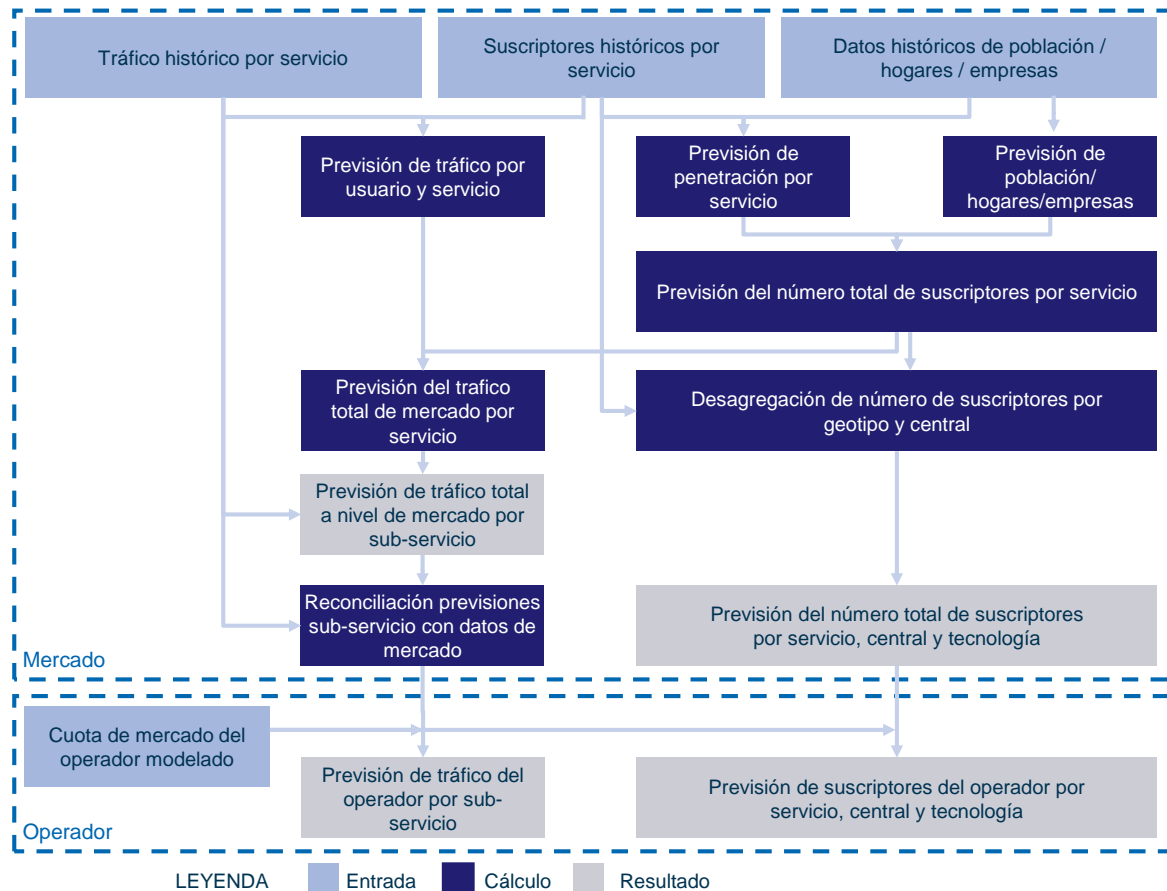 Tráfico histórico por servicio
Suscriptores históricos por
servicio
Datos históricos de población /
hogares / empresas
Previsión de tráfico por
usuario y servicio
Previsión de
penetración por
servicio
Previsión de
población/
hogares/empresas
Previsión del número total de suscriptores por servicio
Previsión del trafico
total de mercado por
servicio
Desagregación de número de suscriptores por
geotipo y central
Previsión de tráfico total
a nivel de mercado por
sub-servicio
Reconciliación previsiones
sub-servicio con datos de
mercado
Previsión del número total de suscriptores
por servicio, central y tecnología
Mercado
Cuota de mercado del
operador modelado
Previsión de tráfico del
operador por sub-
servicio
Previsión de suscriptores del operador por
servicio, central y tecnología
Operador
LEYENDA Entrada Cálculo Resultado